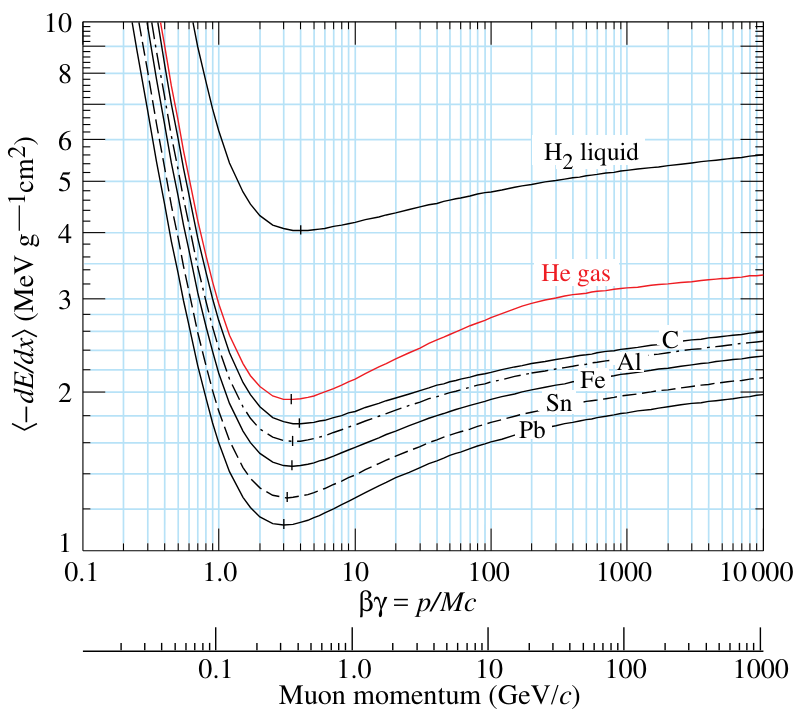 10
8
6
5
4
3
2
1
⟨−dE/dx⟩ (MeV g—1cm2)
H2 liquid
He gas
C
Al
Fe
Sn
Pb
0.1 1.0 10 100 1000 10000
βγ = p/Mc
0.1 1.0 10 100 1000
Muon momentum (GeV/c)